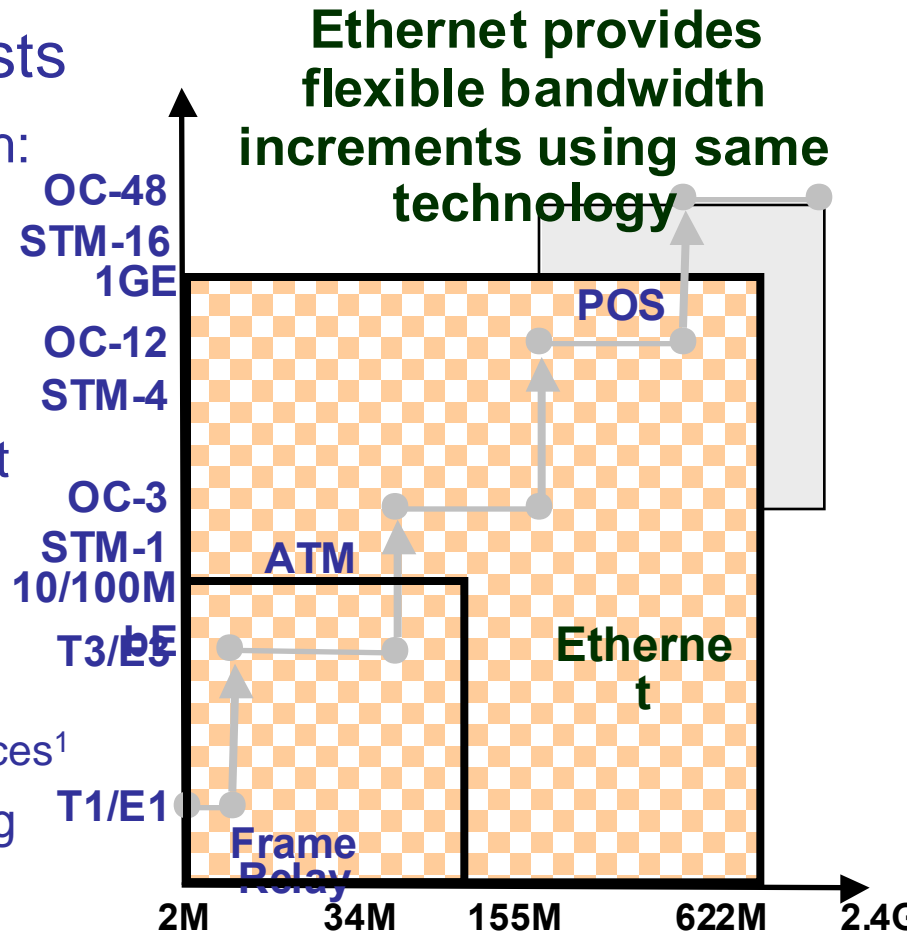 sts
n:
t
ces¹
g
Ethernet provides
flexible bandwidth
increments using same
technology
OC-48
STM-16
1GE
OC-12
STM-4
OC-3
STM-1
10/100M
bE
T3/E3
T1/E1
POS
ATM
Etherne
t
Frame
Relay
2M 34M 155M 622M 2.4G